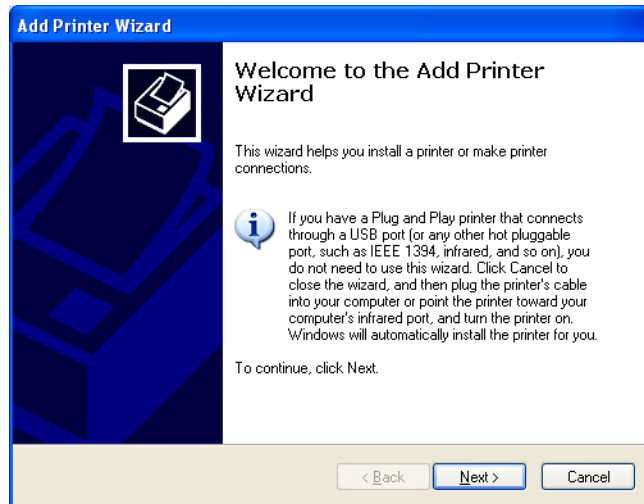 Add Printer Wizard
Welcome to the Add Printer
Wizard
This wizard helps you install a printer or make printer
connections.
If you have a Plug and Play printer that connects
through a USB port (or any other hot pluggable
port, such as IEEE 1394, infrared, and so on), you
do not need to use this wizard. Click Cancel to
close the wizard, and then plug the printer's cable
into your computer or point the printer toward your
computer's infrared port, and turn the printer on.
Windows will automatically install the printer for you.
To continue, click Next.
< Back
Next >
Cancel